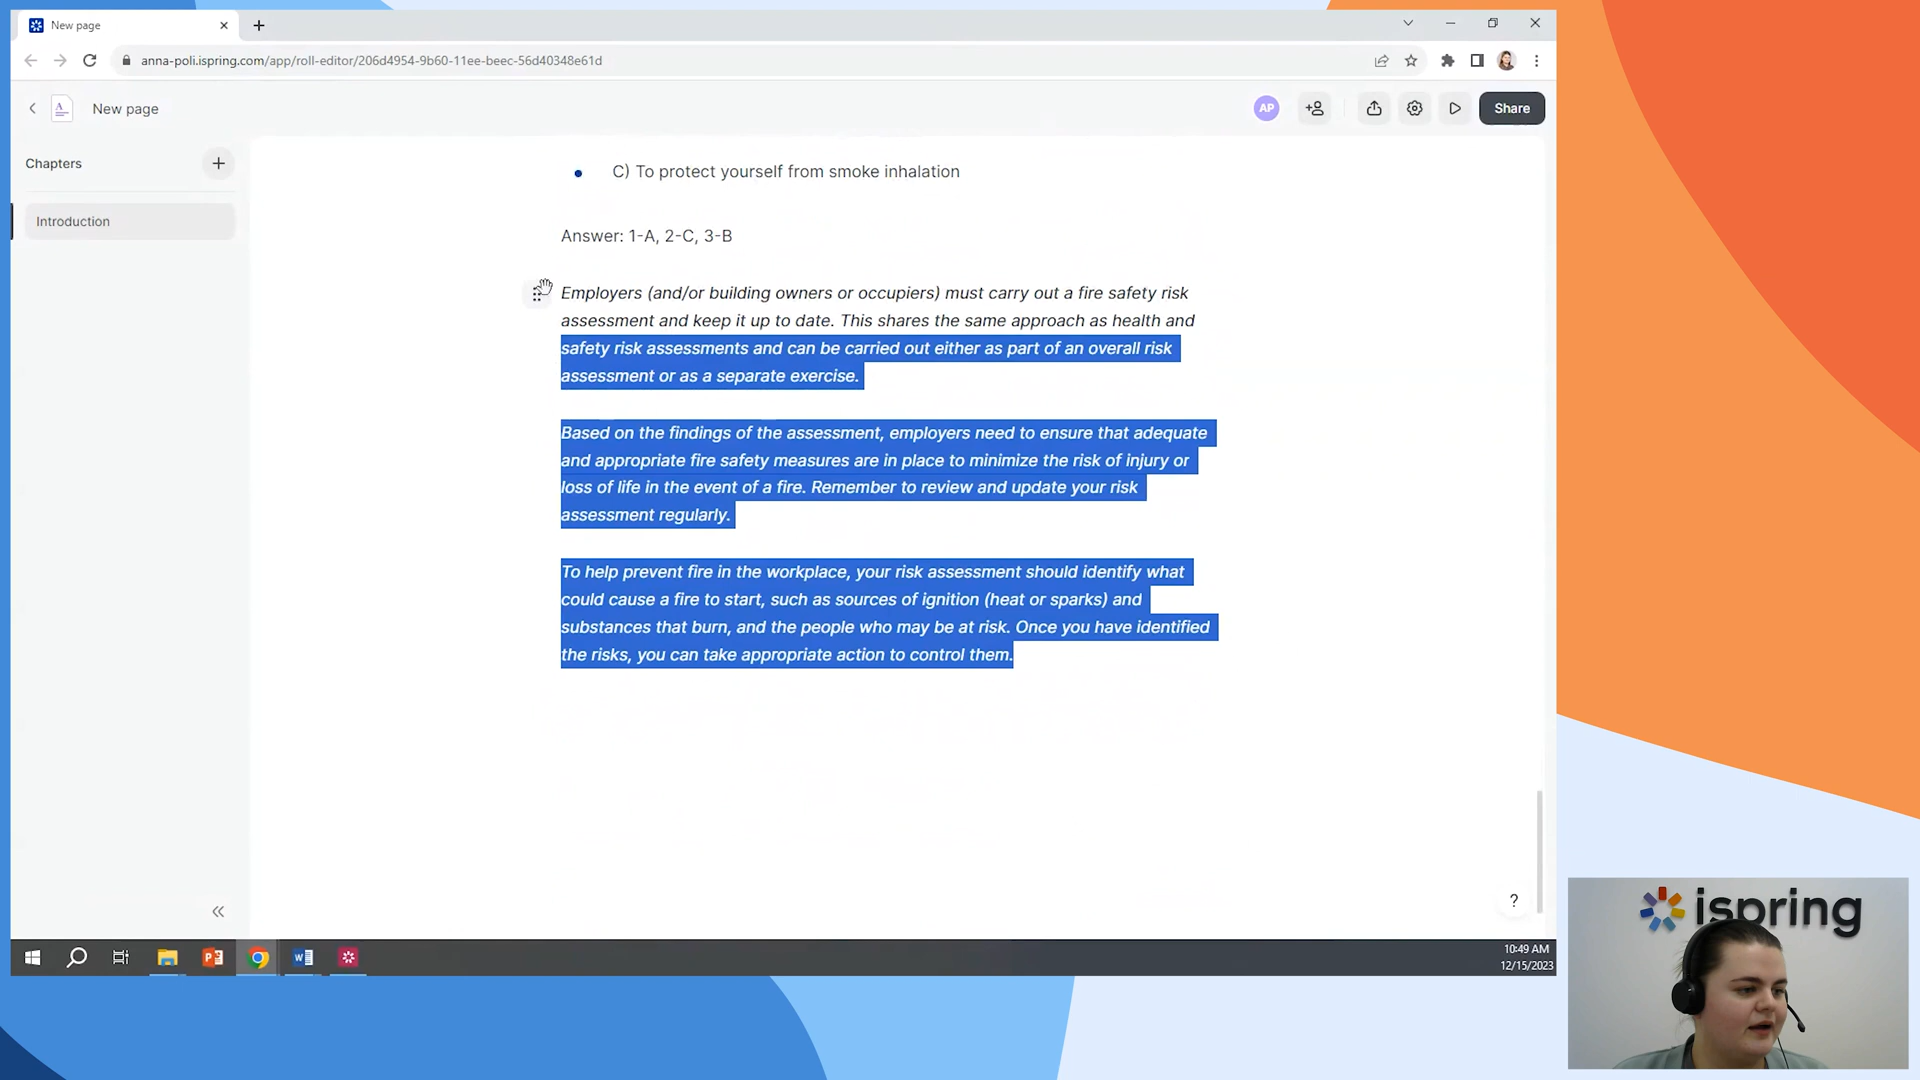 New page
anna-poli.ispring.com/app/roll-editor/206d4954-9b60-11ee-beec-56d40348e61d
New page
AP
Share
Chapters
Introduction
C) To protect yourself from smoke inhalation
Answer: 1-A, 2-C, 3-B
Employers (and/or building owners or occupiers) must carry out a fire safety risk
assessment and keep it up to date. This shares the same approach as health and
safety risk assessments and can be carried out either as part of an overall risk
assessment or as a separate exercise.
Based on the findings of the assessment, employers need to ensure that adequate
and appropriate fire safety measures are in place to minimize the risk of injury or
loss of life in the event of a fire. Remember to review and update your risk
assessment regularly.
To help prevent fire in the workplace, your risk assessment should identify what
could cause a fire to start, such as sources of ignition (heat or sparks) and
substances that burn, and the people who may be at risk. Once you have identified
the risks, you can take appropriate action to control them.
?
10:49 AM
12/15/2023
ispring